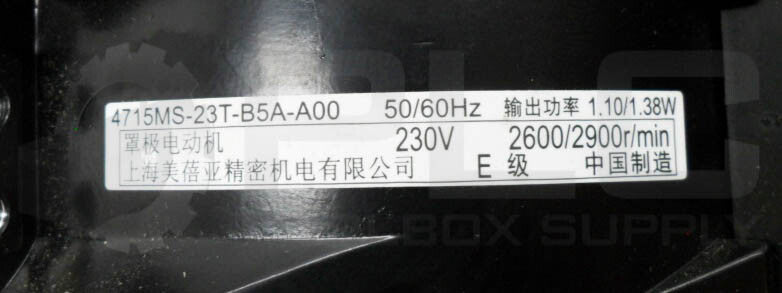 4715MS-23T-B5A-A00 50/60Hz 输出功率 1.10/1.38W
罩极电动机 230V 2600/2900r/min
上海美蓓亚精密机电有限公司 E 级 中国制造
PLC
BOX SUPPLY